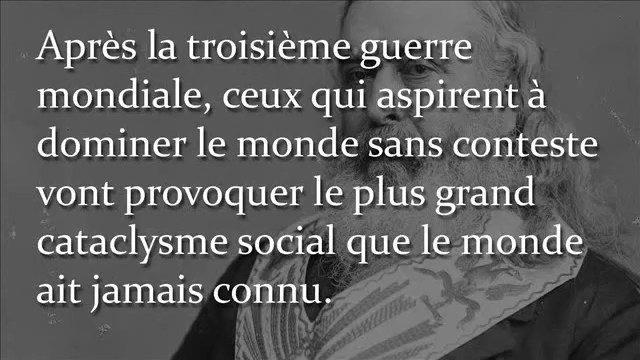 Après la troisième guerre
mondiale, ceux qui aspirent à
dominer le monde sans conteste
vont provoquer le plus grand
cataclysme social que le monde
ait jamais connu.